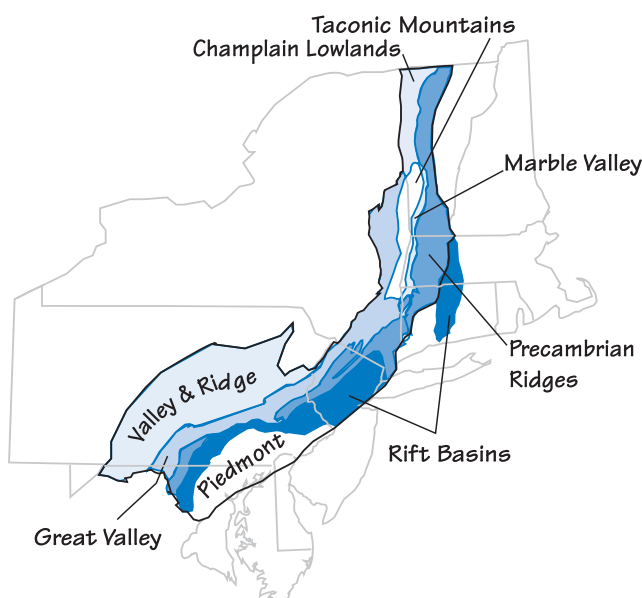 Taconic Mountains
Champlain Lowlands
Marble Valley
Precambrian
Ridges
Valley & Ridge
Rift Basins
Piedmont
Great Valley